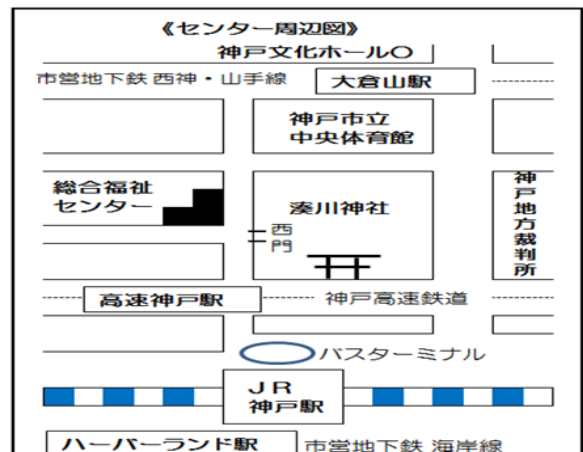 《センター周辺図》
神戸文化ホール〇
市営地下鉄 西神・山手線
大倉山駅
神戸市立
中央体育館
総合福祉
センター
湊川神社
西門
神戸地方裁判所
高速神戸駅
神戸高速鉄道
バスターミナル
JR
神戸駅
ハーバーランド駅
市営地下鉄 海岸線